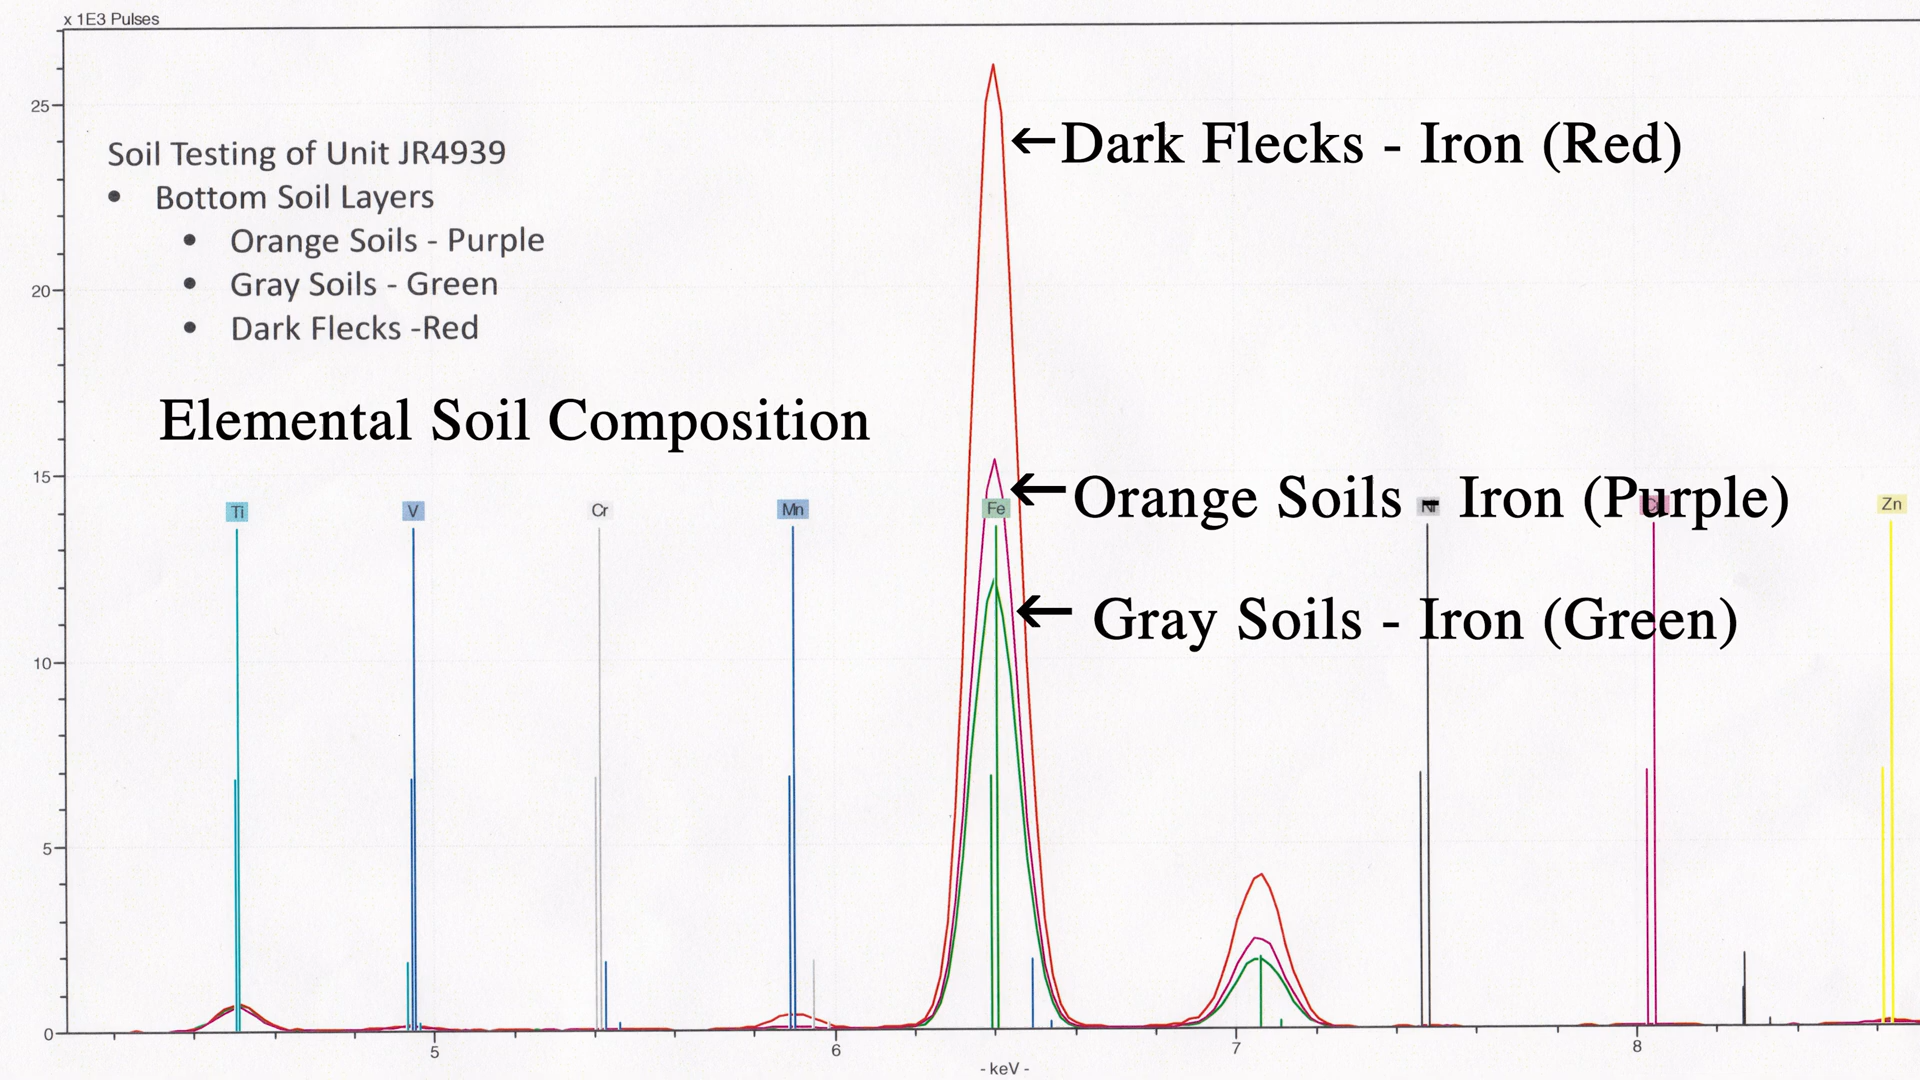 x 1E3 Pulses
25
Soil Testing of Unit JR4939
• Bottom Soil Layers
• Orange Soils - Purple
• Gray Soils - Green
• Dark Flecks -Red
←Dark Flecks - Iron (Red)
20
Elemental Soil Composition
15
Ti V Cr Mn Fe Zn
←Orange Soils - Iron (Purple)
← Gray Soils - Iron (Green)
10
5
0
5 6 7 8
- keV -